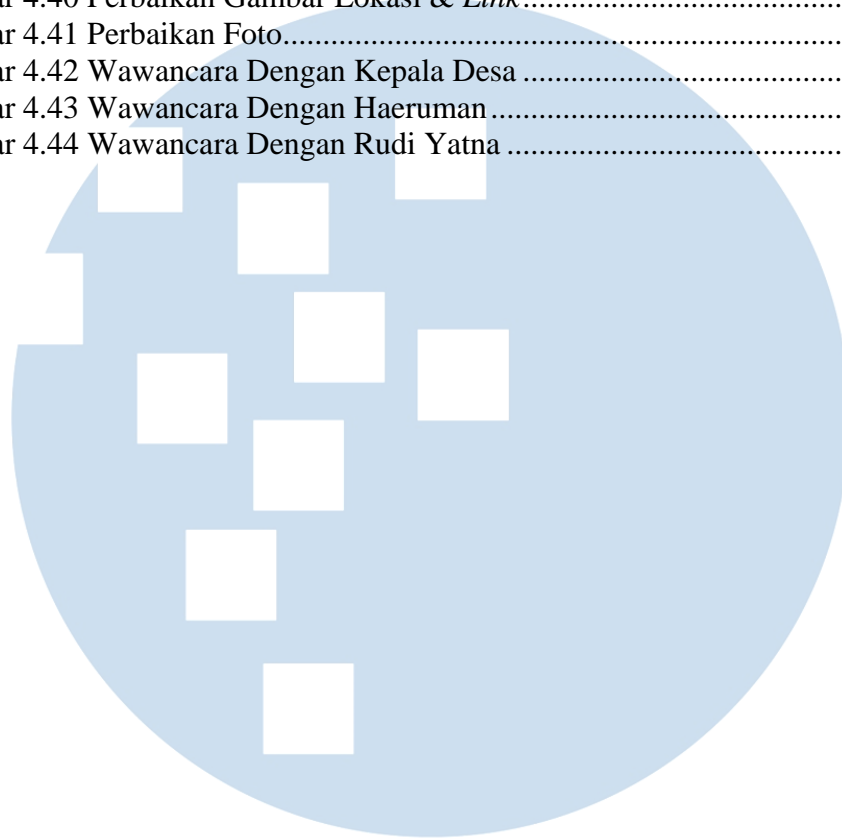 ar 4.40 Perbaikan Gambar Lokasi & Link........................................
ar 4.41 Perbaikan Foto.....................................................................
ar 4.42 Wawancara Dengan Kepala Desa ........................................
ar 4.43 Wawancara Dengan Haeruman............................................
ar 4.44 Wawancara Dengan Rudi Yatna ..........................................